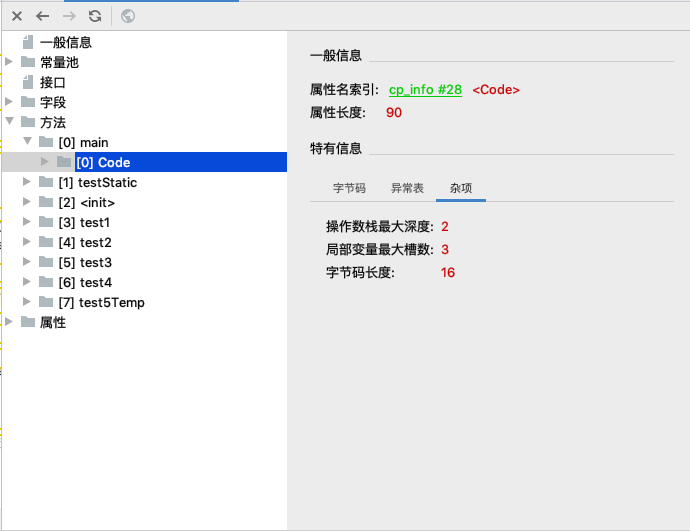 一般信息
常量池
接口
字段
方法
[0] main
[0] Code
[1] testStatic
[2] <init>
[3] test1
[4] test2
[5] test3
[6] test4
[7] test5Temp
属性
一般信息
属性名索引: cp_info #28 <Code>
属性长度: 90
特有信息
字节码 异常表 杂项
操作数栈最大深度: 2
局部变量最大槽数: 3
字节码长度: 16